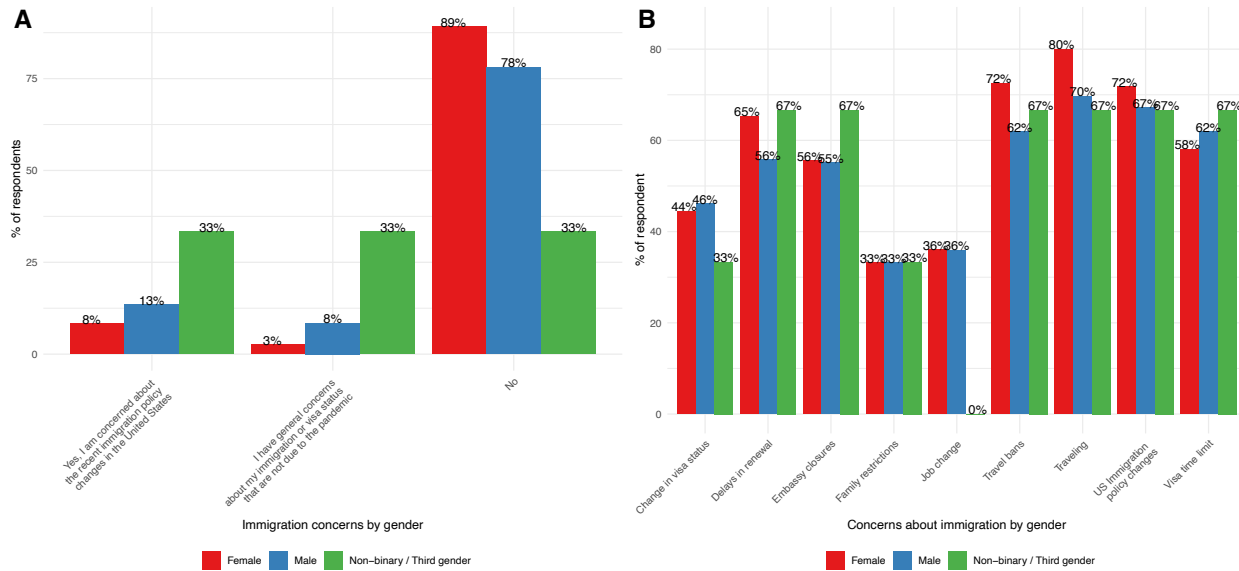 A
% of respondents
75
50
25
0
89%
78%
33%
8%
13%
33%
3%
8%
33%
Yes, I am concerned about
the recent immigration policy
changes in the United States
I have general concerns
about my immigration or visa status
that are not due to the pandemic
No
Immigration concerns by gender
Female
Male
Non-binary / Third gender
B
% of respondent
80
60
40
20
0
44%
46%
33%
65%
56%
67%
56%
55%
67%
33%
33%
33%
36%
36%
0%
72%
62%
67%
80%
70%
67%
72%
67%
67%
58%
62%
67%
Change in visa status
Delays in renewal
Embassy closures
Family restrictions
Job change
Travel bans
Traveling
US Immigration
policy changes
Visa time limit
Concerns about immigration by gender
Female
Male
Non-binary / Third gender